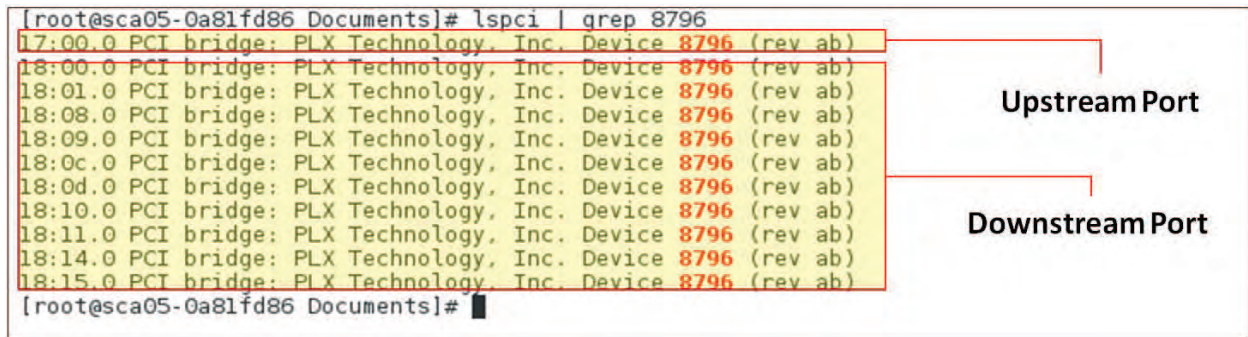 [root@sca05-0a81fd86 Documents]# lspci | grep 8796
17:00.0 PCI bridge: PLX Technology, Inc. Device 8796 (rev ab)
18:00.0 PCI bridge: PLX Technology, Inc. Device 8796 (rev ab)
18:01.0 PCI bridge: PLX Technology, Inc. Device 8796 (rev ab)
18:08.0 PCI bridge: PLX Technology, Inc. Device 8796 (rev ab)
18:09.0 PCI bridge: PLX Technology, Inc. Device 8796 (rev ab)
18:0c.0 PCI bridge: PLX Technology, Inc. Device 8796 (rev ab)
18:0d.0 PCI bridge: PLX Technology, Inc. Device 8796 (rev ab)
18:10.0 PCI bridge: PLX Technology, Inc. Device 8796 (rev ab)
18:11.0 PCI bridge: PLX Technology, Inc. Device 8796 (rev ab)
18:14.0 PCI bridge: PLX Technology, Inc. Device 8796 (rev ab)
18:15.0 PCI bridge: PLX Technology, Inc. Device 8796 (rev ab)
[root@sca05-0a81fd86 Documents]#
Upstream Port
Downstream Port